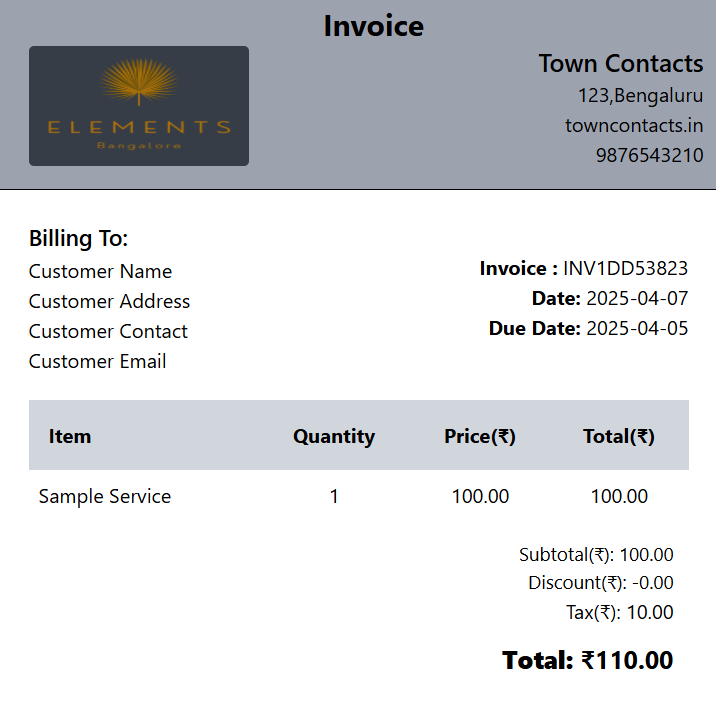 Invoice
ELEMENTS
Bangalore
Town Contacts
123,Bengaluru
towncontacts.in
9876543210
Billing To:
Customer Name
Customer Address
Customer Contact
Customer Email
Invoice : INV1DD53823
Date: 2025-04-07
Due Date: 2025-04-05
Item Quantity Price(₹) Total(₹)
Sample Service 1 100.00 100.00
Subtotal(₹): 100.00
Discount(₹): -0.00
Tax(₹): 10.00
Total: ₹110.00